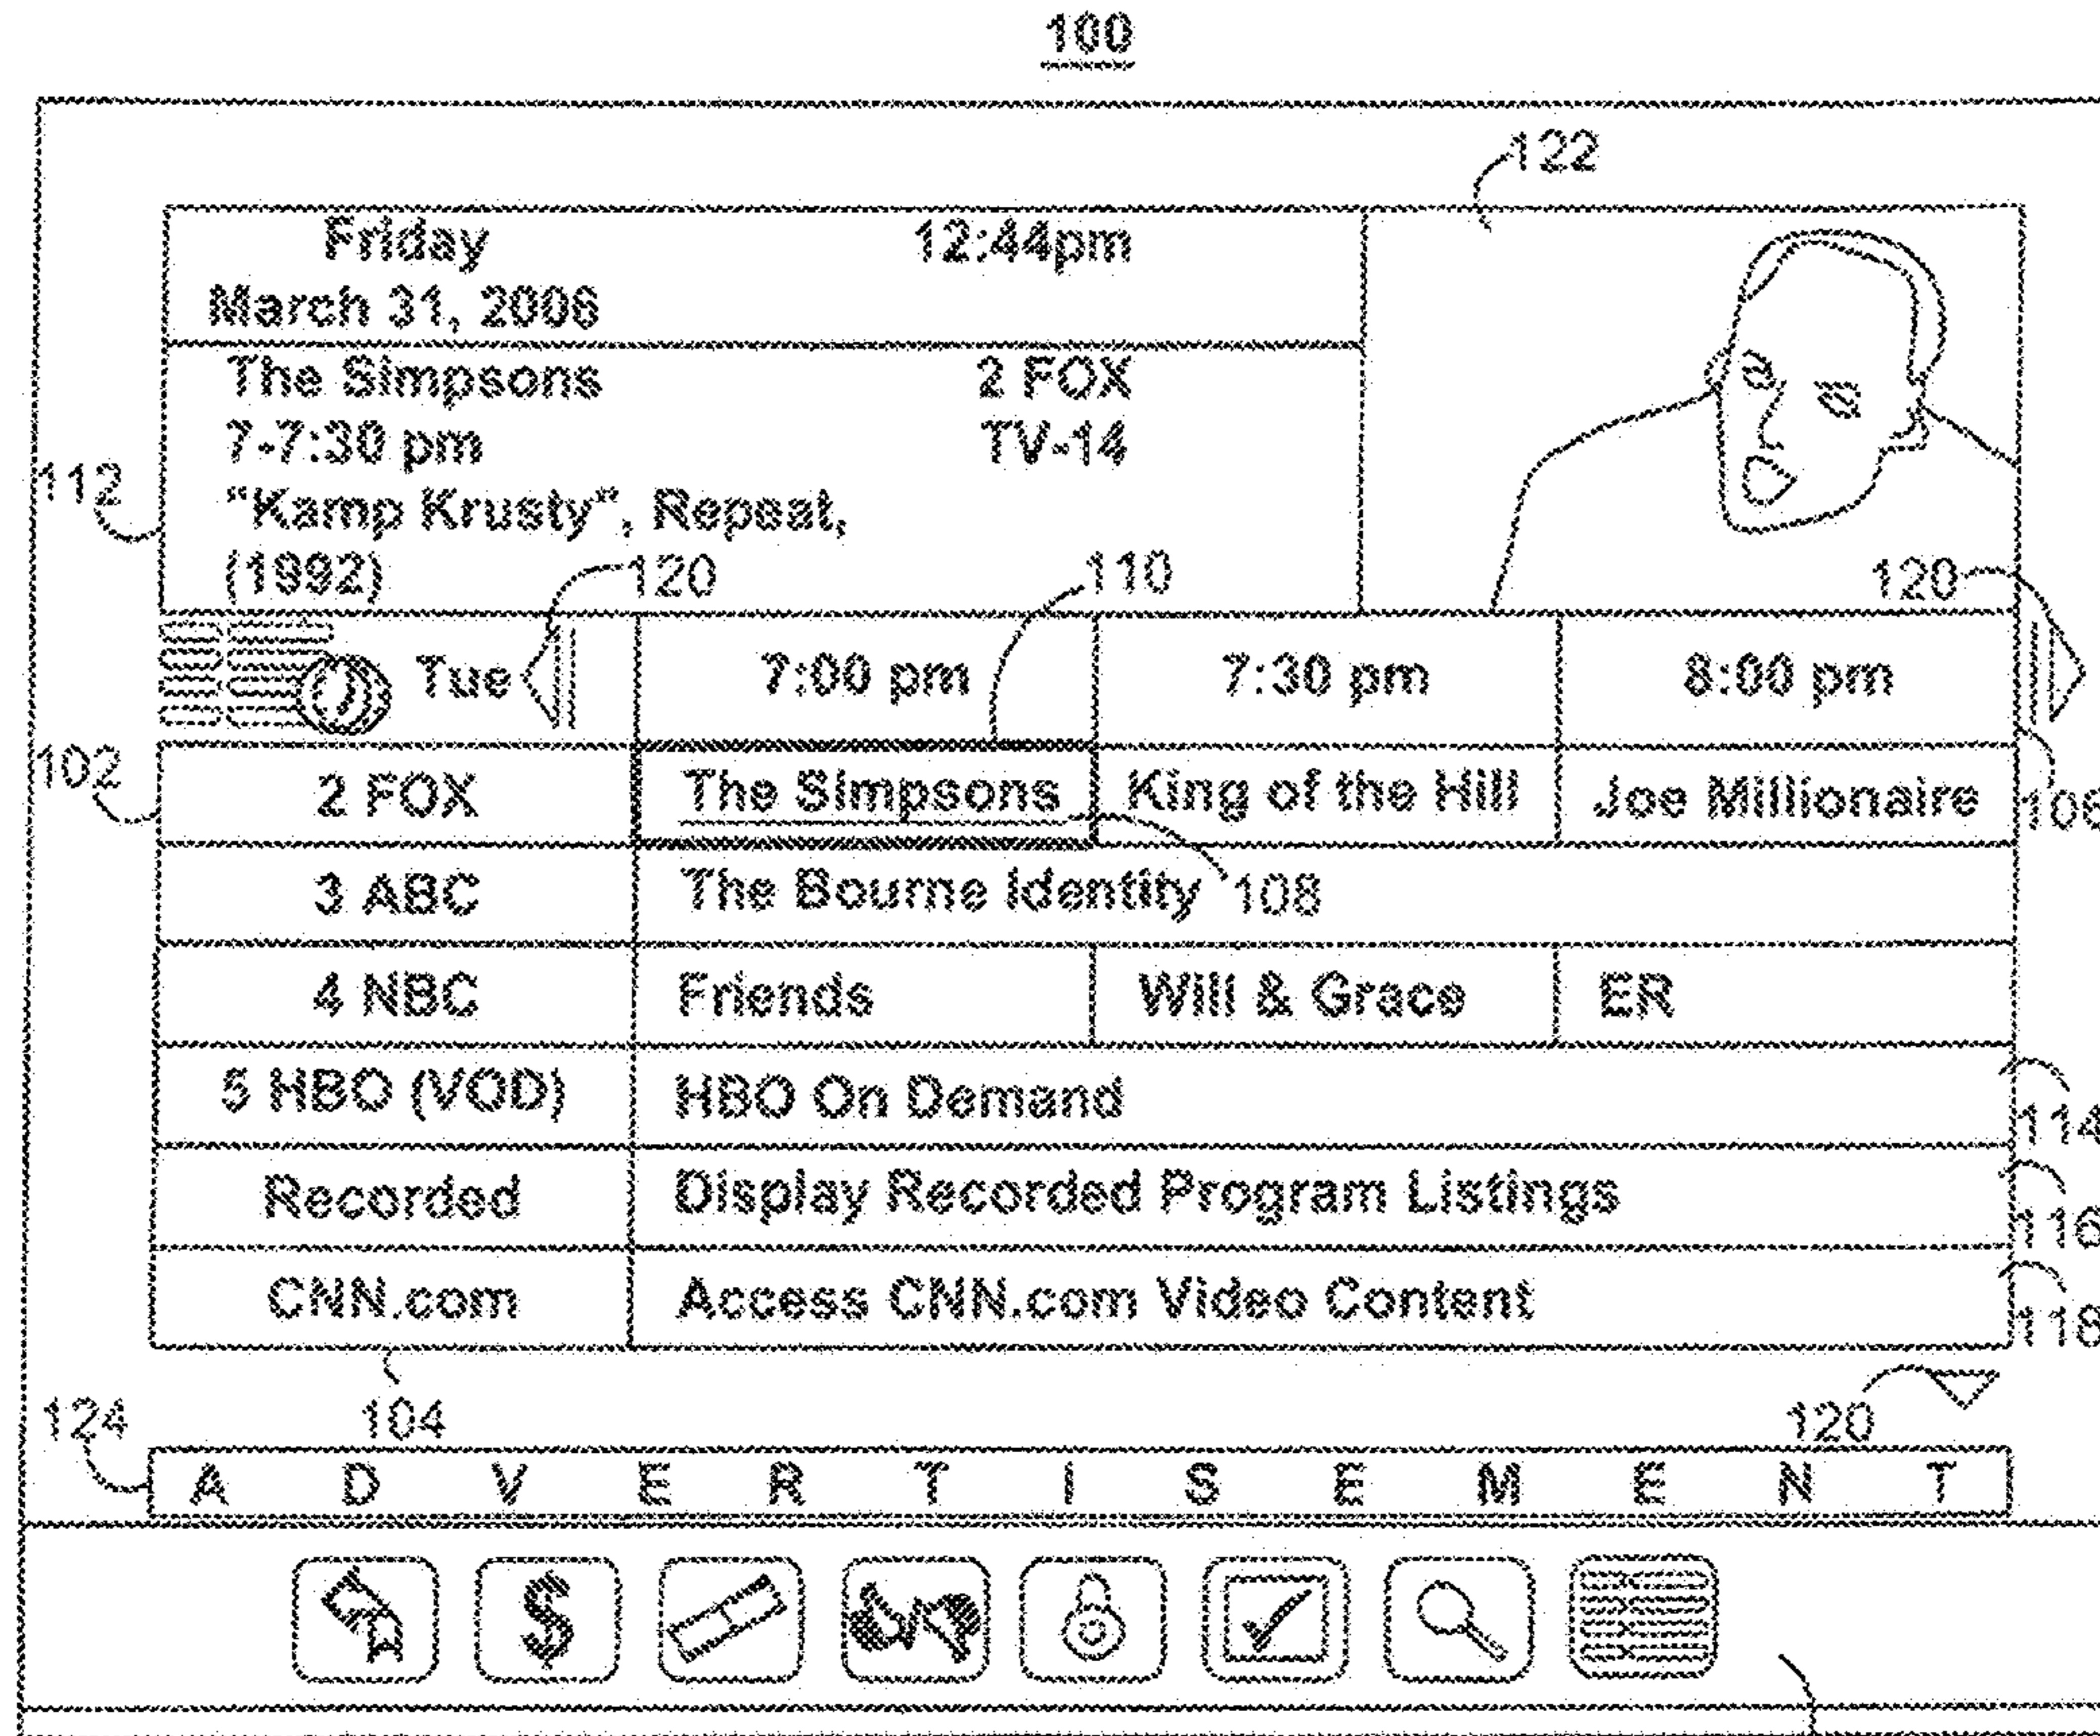 100
122
Friday 12:44pm
March 31, 2006
The Simpsons 2 FOX
7-7:30 pm TV-14
112
"Kamp Krusty", Repeat,
(1992) 120 110 120
Tue 7:00 pm 7:30 pm 8:00 pm
102
2 FOX The Simpsons King of the Hill Joe Millionaire 106
3 ABC The Bourne Identity 108
4 NBC Friends Will & Grace ER
5 HBO (VOD) HBO On Demand
114
Recorded Display Recorded Program Listings
116
CNN.com Access CNN.com Video Content
118
124 104 120
A D V E R T I S E M E N T
$